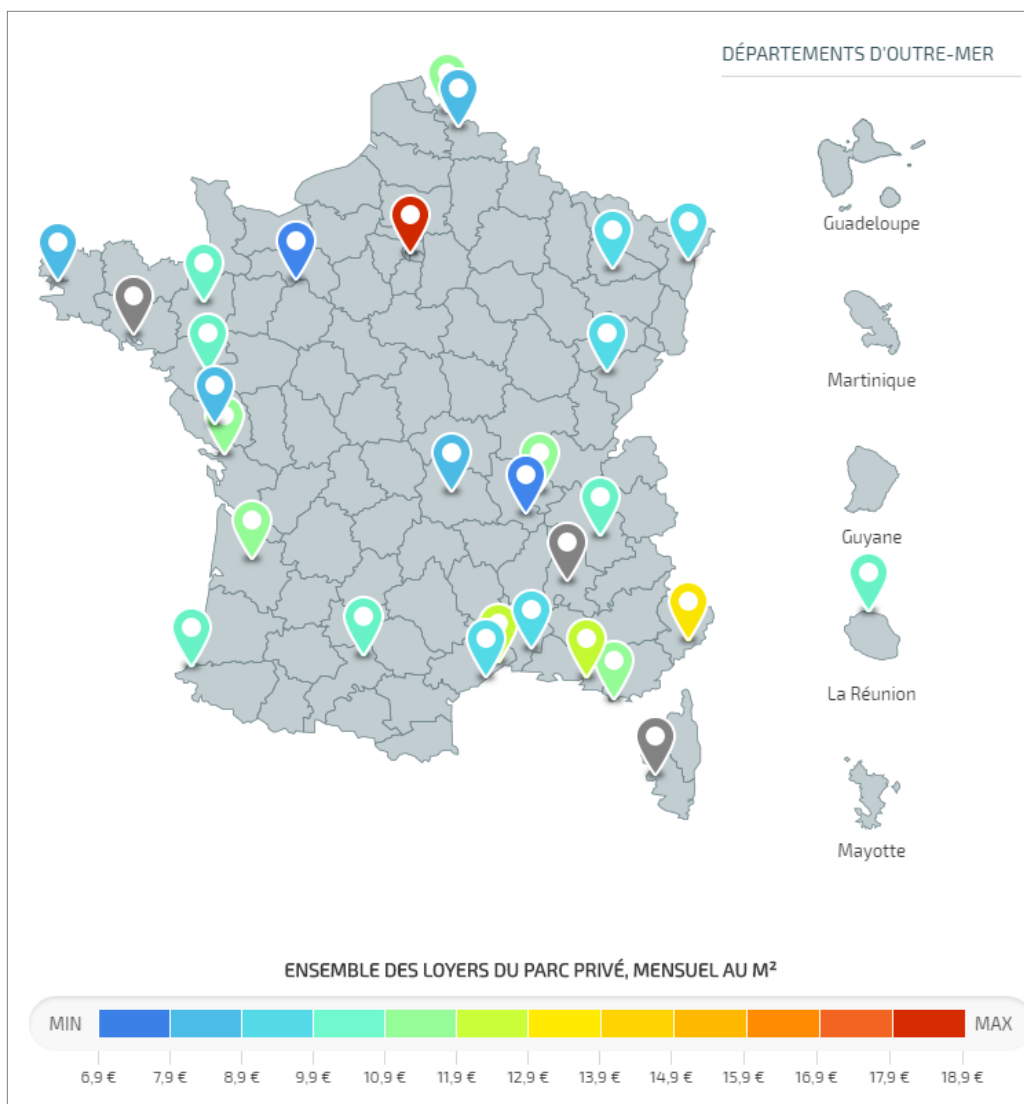 DÉPARTEMENTS D'OUTRE-MER
Guadeloupe
Martinique
Guyane
La Réunion
Mayotte
ENSEMBLE DES LOYERS DU PARC PRIVÉ, MENSUEL AU M²
MIN MAX
6,9 € 7,9 € 8,9 € 9,9 € 10,9 € 11,9 € 12,9 € 13,9 € 14,9 € 15,9 € 16,9 € 17,9 € 18,9 €